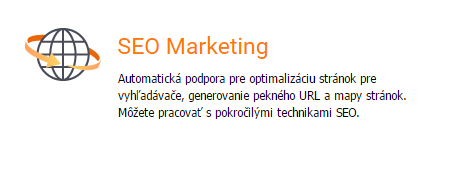 SEO Marketing
Automatická podpora pre optimalizáciu stránok pre
vyhľadávače, generovanie pekného URL a mapy stránok.
Môžete pracovať s pokročilými technikami SEO.